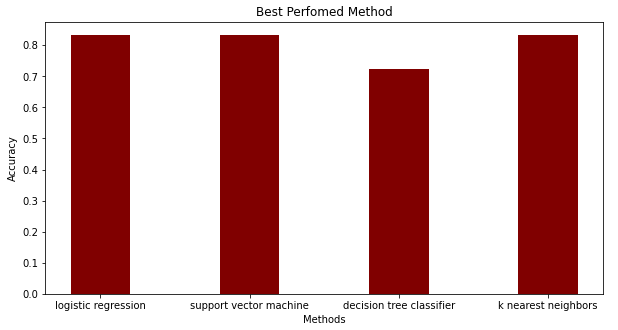 Best Perfomed Method
Accuracy
0.8
0.7
0.6
0.5
0.4
0.3
0.2
0.1
0.0
logistic regression
support vector machine
decision tree classifier
k nearest neighbors
Methods